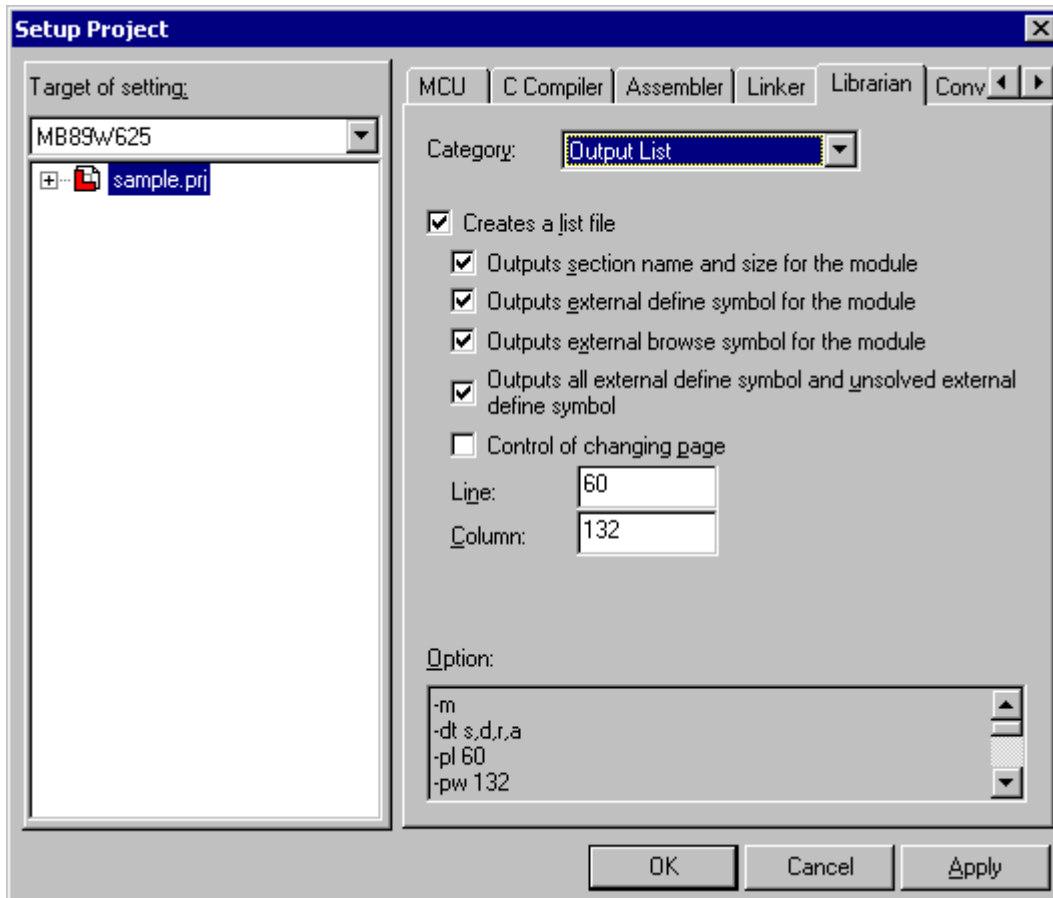 Setup Project
Target of setting:
MB89W625
sample.prj
MCU
C Compiler
Assembler
Linker
Librarian
Conv
Category:
Output List
Creates a list file
Outputs section name and size for the module
Outputs external define symbol for the module
Outputs external browse symbol for the module
Outputs all external define symbol and unsolved external
define symbol
Control of changing page
Line:
60
Column:
132
Option:
-m
-dt s,d,r,a
-pl 60
-pw 132
OK
Cancel
Apply